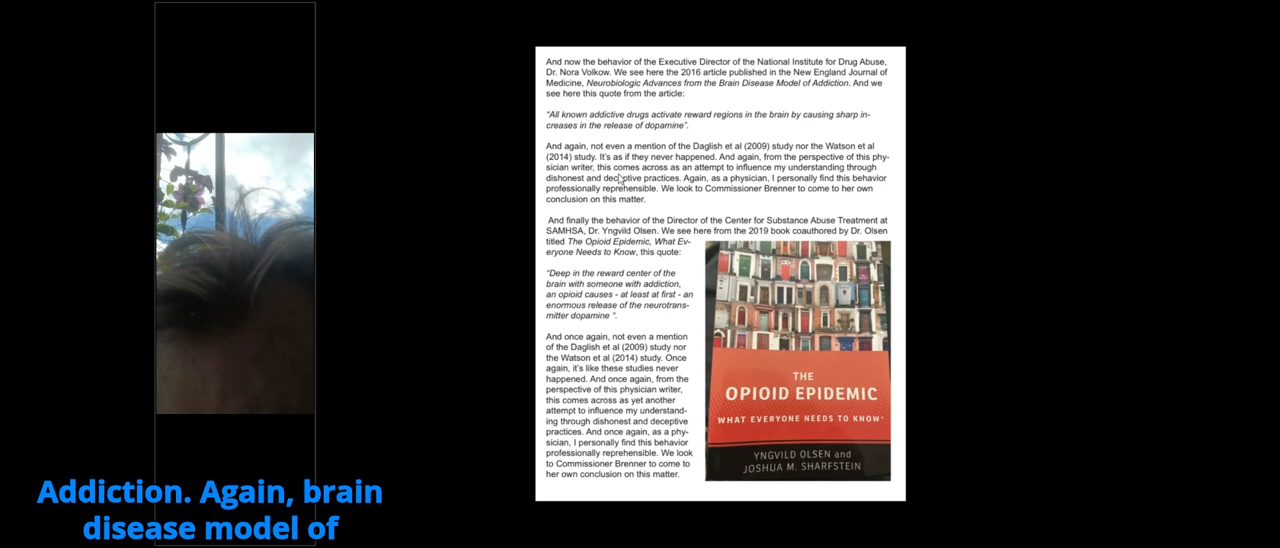 And now the behavior of the Executive Director of the National Institute for Drug Abuse,
Dr. Nora Volkow. We see here the 2016 article published in the New England Journal of
Medicine, Neurobiologic Advances from the Brain Disease Model of Addiction. And we
see here this quote from the article:
“All known addictive drugs activate reward regions in the brain by causing sharp in-
creases in the release of dopamine”.
And again, not even a mention of the Daglish et al (2009) study nor the Watson et al
(2014) study. It’s as if they never happened. And again, from the perspective of this phy-
sician writer, this comes across as an attempt to influence my understanding through
dishonest and deceptive practices. Again, as a physician, I personally find this behavior
professionally reprehensible. We look to Commissioner Brenner to come to her own
conclusion on this matter.
And finally the behavior of the Director of the Center for Substance Abuse Treatment at
SAMHSA, Dr. Yngvild Olsen. We see here from the 2019 book coauthored by Dr. Olsen
titled The Opioid Epidemic, What Ev-
eryone Needs to Know, this quote:
“Deep in the reward center of the
brain with someone with addiction,
an opioid causes - at least at first - an
enormous release of the neurotrans-
mitter dopamine “.
And once again, not even a mention
of the Daglish et al (2009) study nor
the Watson et al (2014) study. Once
again, it’s like these studies never
happened. And once again, from the
perspective of this physician writer,
this comes across as yet another
attempt to influence my understand-
ing through dishonest and deceptive
practices. And once again, as a phy-
sician, I personally find this behavior
professionally reprehensible. We look
to Commissioner Brenner to come to
her own conclusion on this matter.
THE
OPIOID EPIDEMIC
WHAT EVERYONE NEEDS TO KNOW®
YNGVILD OLSEN and
JOSHUA M. SHARFSTEIN
Addiction. Again, brain
disease model of